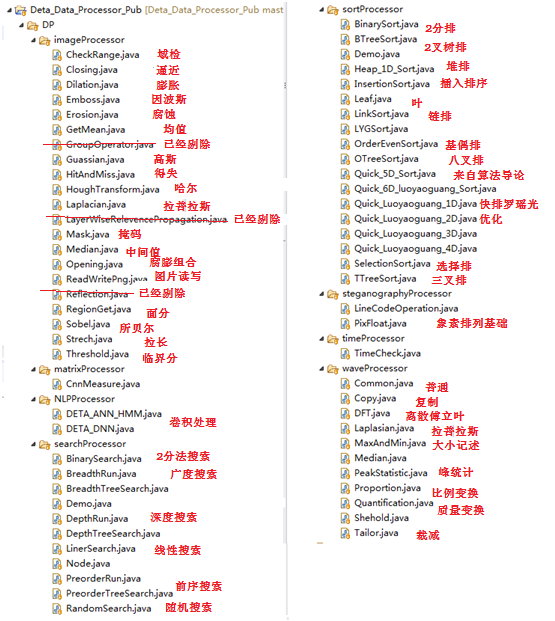 Deta_Data_Processor_Pub [Deta_Data_Processor_Pub mast
DP
imageProcessor
CheckRange.java 域检
Closing.java 逼近
Dilation.java 膨胀
Emboss.java 因波斯
Erosion.java 腐蚀
GetMean.java 均值
GroupOperator.java 已经剔除
Guassian.java 高斯
HitAndMiss.java 得失
HoughTransform.java 哈尔
Laplacian.java 拉普拉斯
LayerWiseRelevencePropagation.java 已经剔除
Mask.java 掩码
Median.java 中间值
Opening.java 腐膨组合
ReadWritePng.java 图片读写
Reflection.java 已经剔除
RegionGet.java 面分
Sobel.java 所贝尔
Strech.java 拉长
Threshold.java 临界分
matrixProcessor
CnnMeasure.java
NLPProcessor
DETA_ANN_HMM.java
DETA_DNN.java 卷积处理
searchProcessor
BinarySearch.java 2分法搜索
BreadthRun.java 广度搜索
BreadthTreeSearch.java
Demo.java
DepthRun.java 深度搜索
DepthTreeSearch.java
LinerSearch.java 线性搜索
Node.java
PreorderRun.java
PreorderTreeSearch.java 前序搜索
RandomSearch.java 随机搜索
sortProcessor
BinarySort.java 2分排
BTreeSort.java 2叉树排
Demo.java
Heap_1D_Sort.java 堆排
InsertionSort.java 插入排序
Leaf.java 叶
LinkSort.java 链排
LYGSort.java
OrderEvenSort.java 基偶排
OTreeSort.java 八叉排
Quick_5D_Sort.java 来自算法导论
Quick_6D_luoyaoguang_Sort.java
Quick_Luoyaoguang_1D.java 快排罗瑶光
Quick_Luoyaoguang_2D.java 优化
Quick_Luoyaoguang_3D.java
Quick_Luoyaoguang_4D.java
SelectionSort.java 选择排
TTreeSort.java 三叉排
steganographyProcessor
LineCodeOperation.java
PixFloat.java 象素排列基础
timeProcessor
TimeCheck.java
waveProcessor
Common.java 普通
Copy.java 复制
DFT.java 离散傅立叶
Laplasian.java 拉普拉斯
MaxAndMin.java 大小记述
Median.java
PeakStatistic.java 峰统计
Proportion.java 比例变换
Quantification.java 质量变换
Shehold.java
Tailor.java 裁减